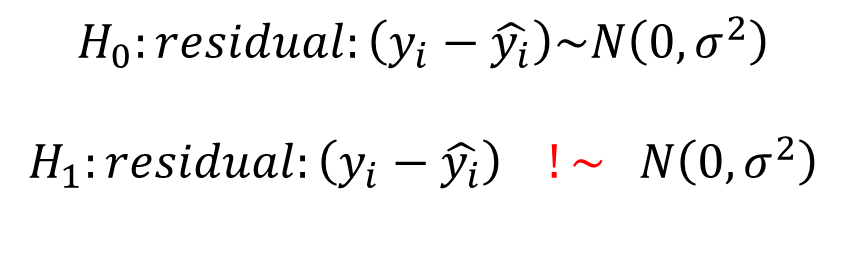 H₀: residual: (yᵢ − ŷᵢ)~N(0, σ²)
H₁: residual: (yᵢ − ŷᵢ) !~ N(0, σ²)